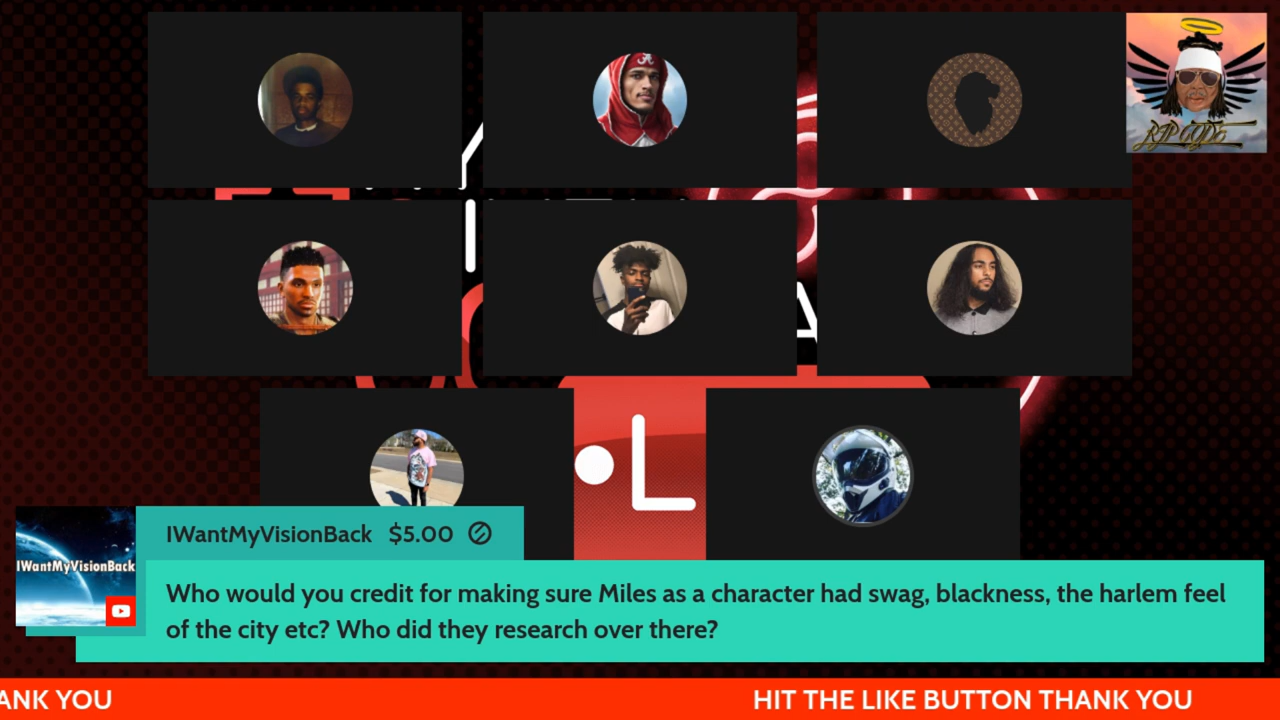 RAP CODE
L
IWantMyVisionBack
IWantMyVisionBack $5.00
Who would you credit for making sure Miles as a character had swag, blackness, the harlem feel
of the city etc? Who did they research over there?
ANK YOU
HIT THE LIKE BUTTON THANK YOU